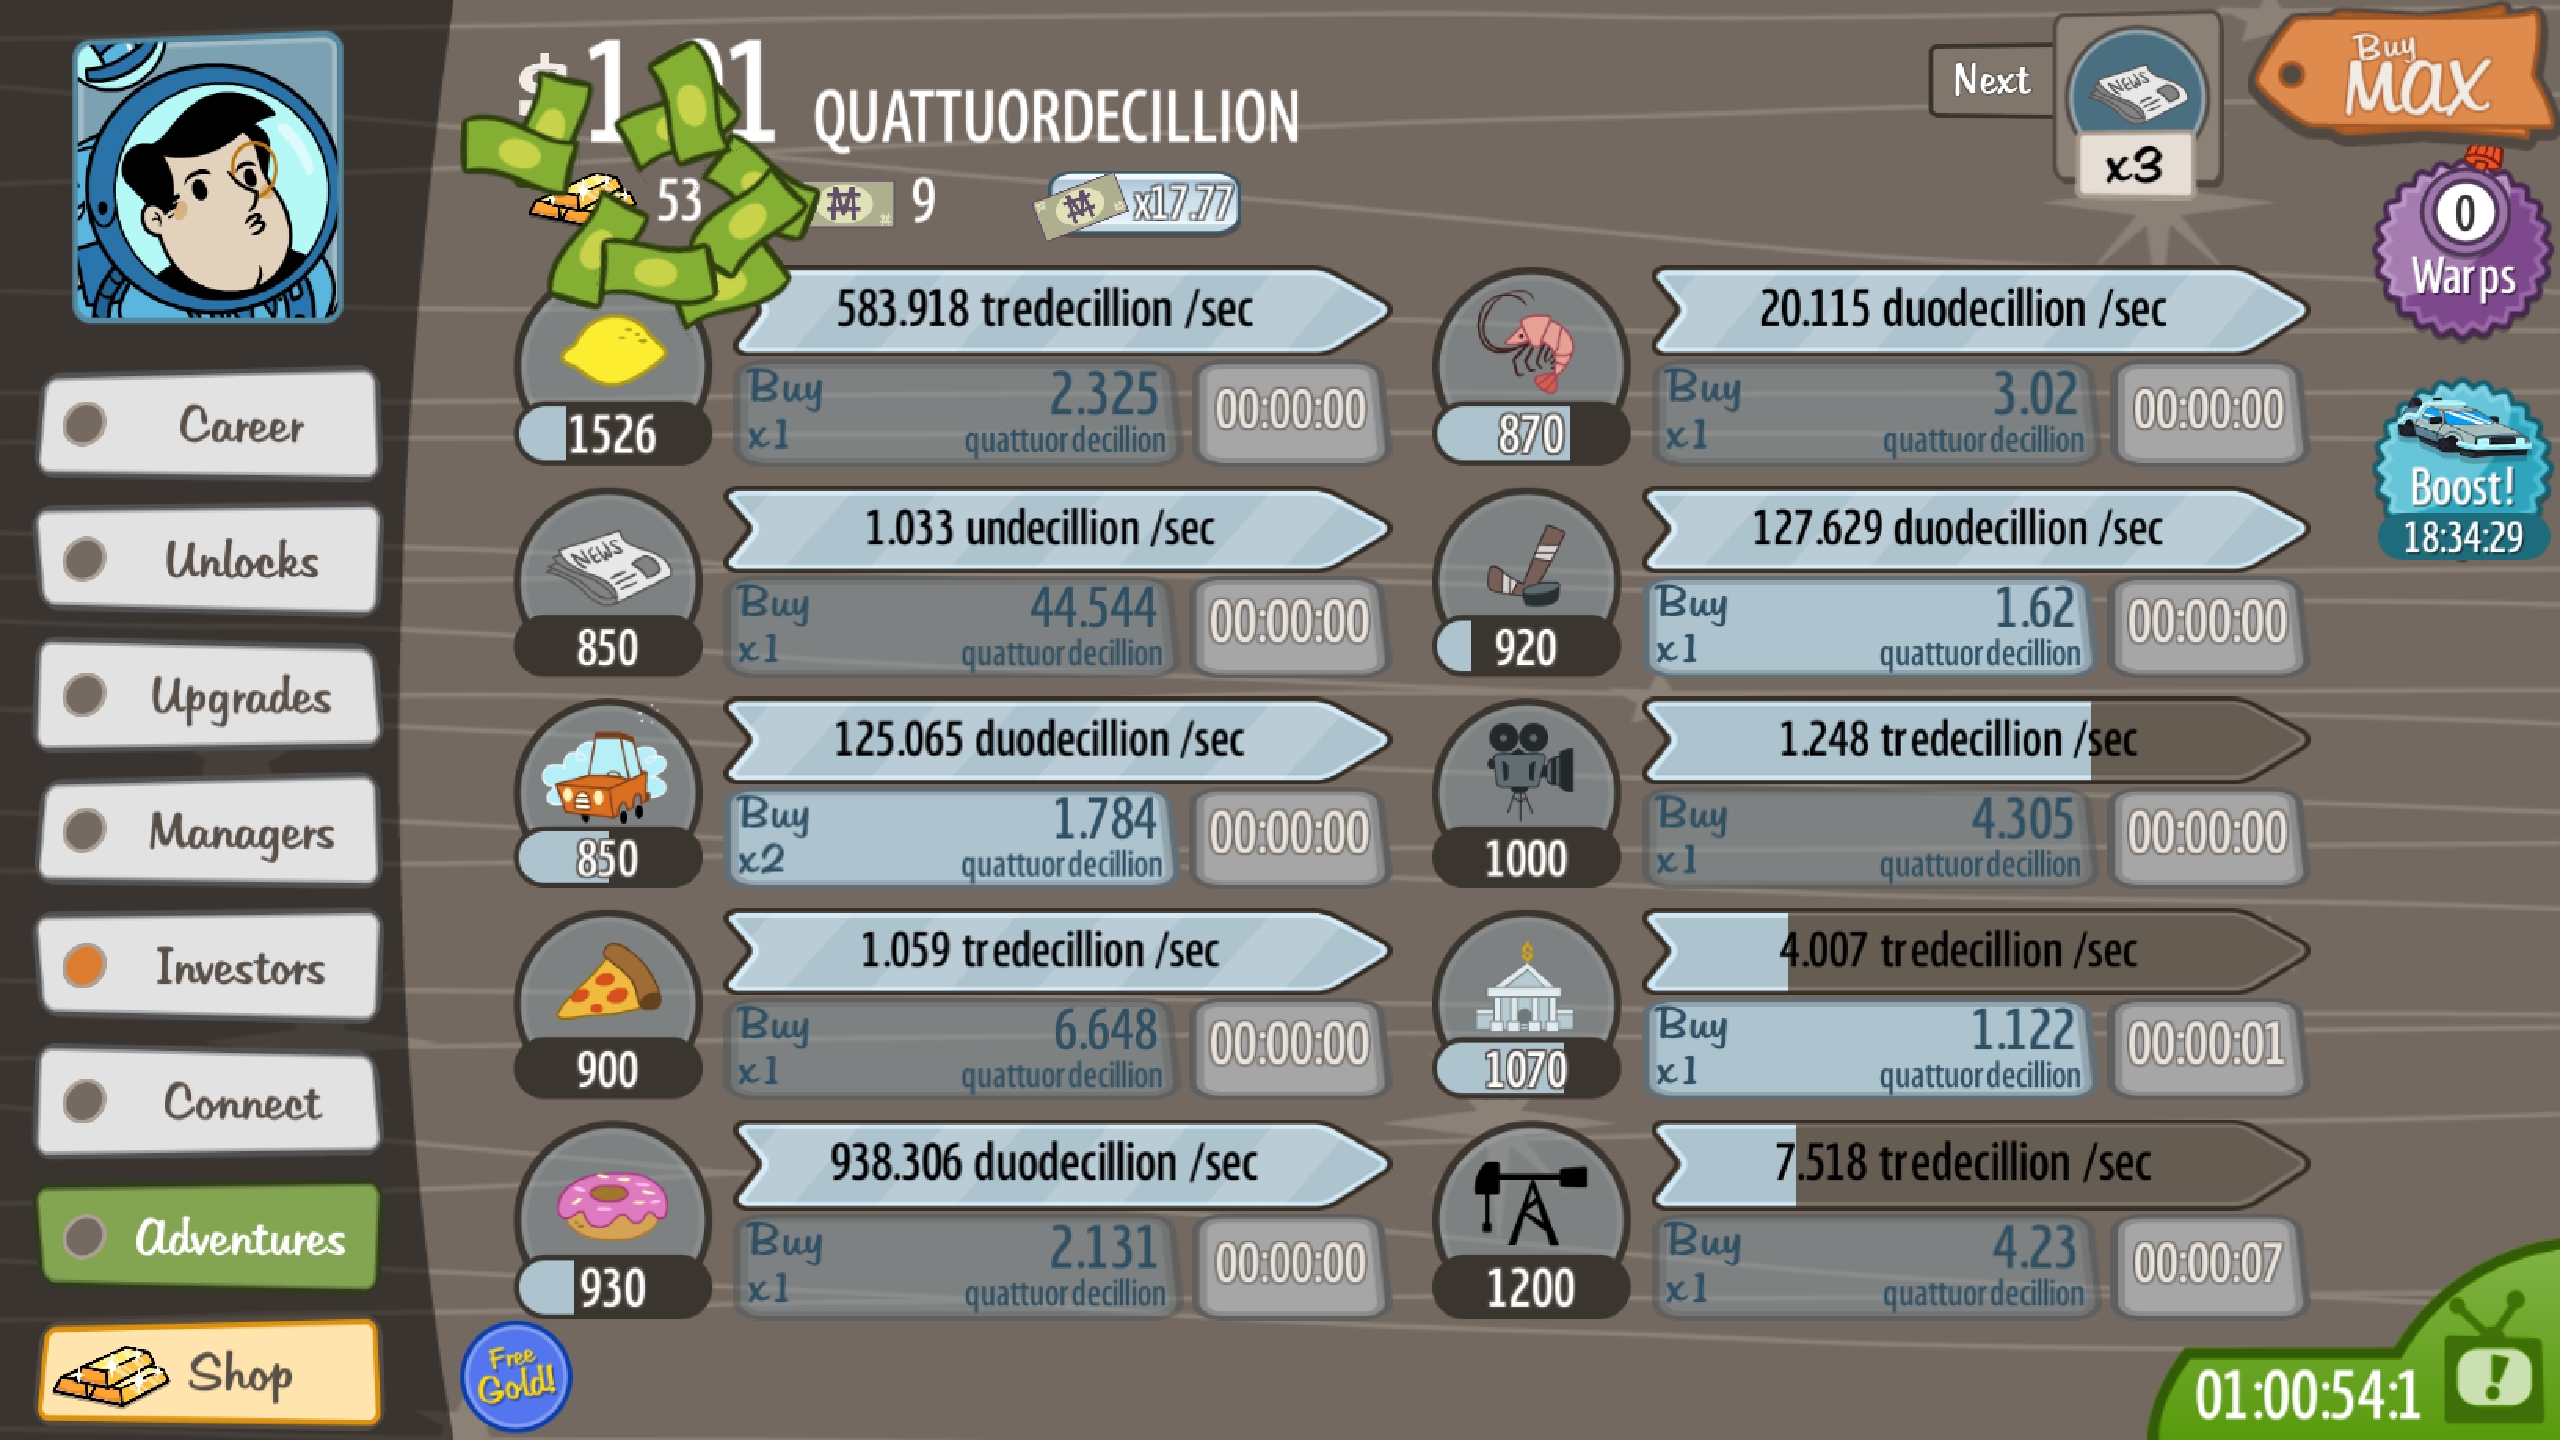 QUATTUORDECILLION
53
9
x17.77
Next
NEWS
x3
Buy
MAX
0
Warps
Boost!
18:34:29
Career
Unlocks
Upgrades
Managers
Investors
Connect
Adventures
Shop
583.918 tredecillion /sec
1526
Buy
x1
2.325
quattuordecillion
00:00:00
NEWS
1.033 undecillion /sec
850
Buy
x1
44.544
quattuordecillion
00:00:00
125.065 duodecillion /sec
850
Buy
x2
1.784
quattuordecillion
00:00:00
1.059 tredecillion /sec
900
Buy
x1
6.648
quattuordecillion
00:00:00
938.306 duodecillion /sec
930
Buy
x1
2.131
quattuordecillion
00:00:00
20.115 duodecillion /sec
870
Buy
x1
3.02
quattuordecillion
00:00:00
127.629 duodecillion /sec
920
Buy
x1
1.62
quattuordecillion
00:00:00
1.248 tredecillion /sec
1000
Buy
x1
4.305
quattuordecillion
00:00:00
4.007 tredecillion /sec
1070
Buy
x1
1.122
quattuordecillion
00:00:01
7.518 tredecillion /sec
1200
Buy
x1
4.23
quattuordecillion
00:00:07
Free
Gold!
01:00:54:1